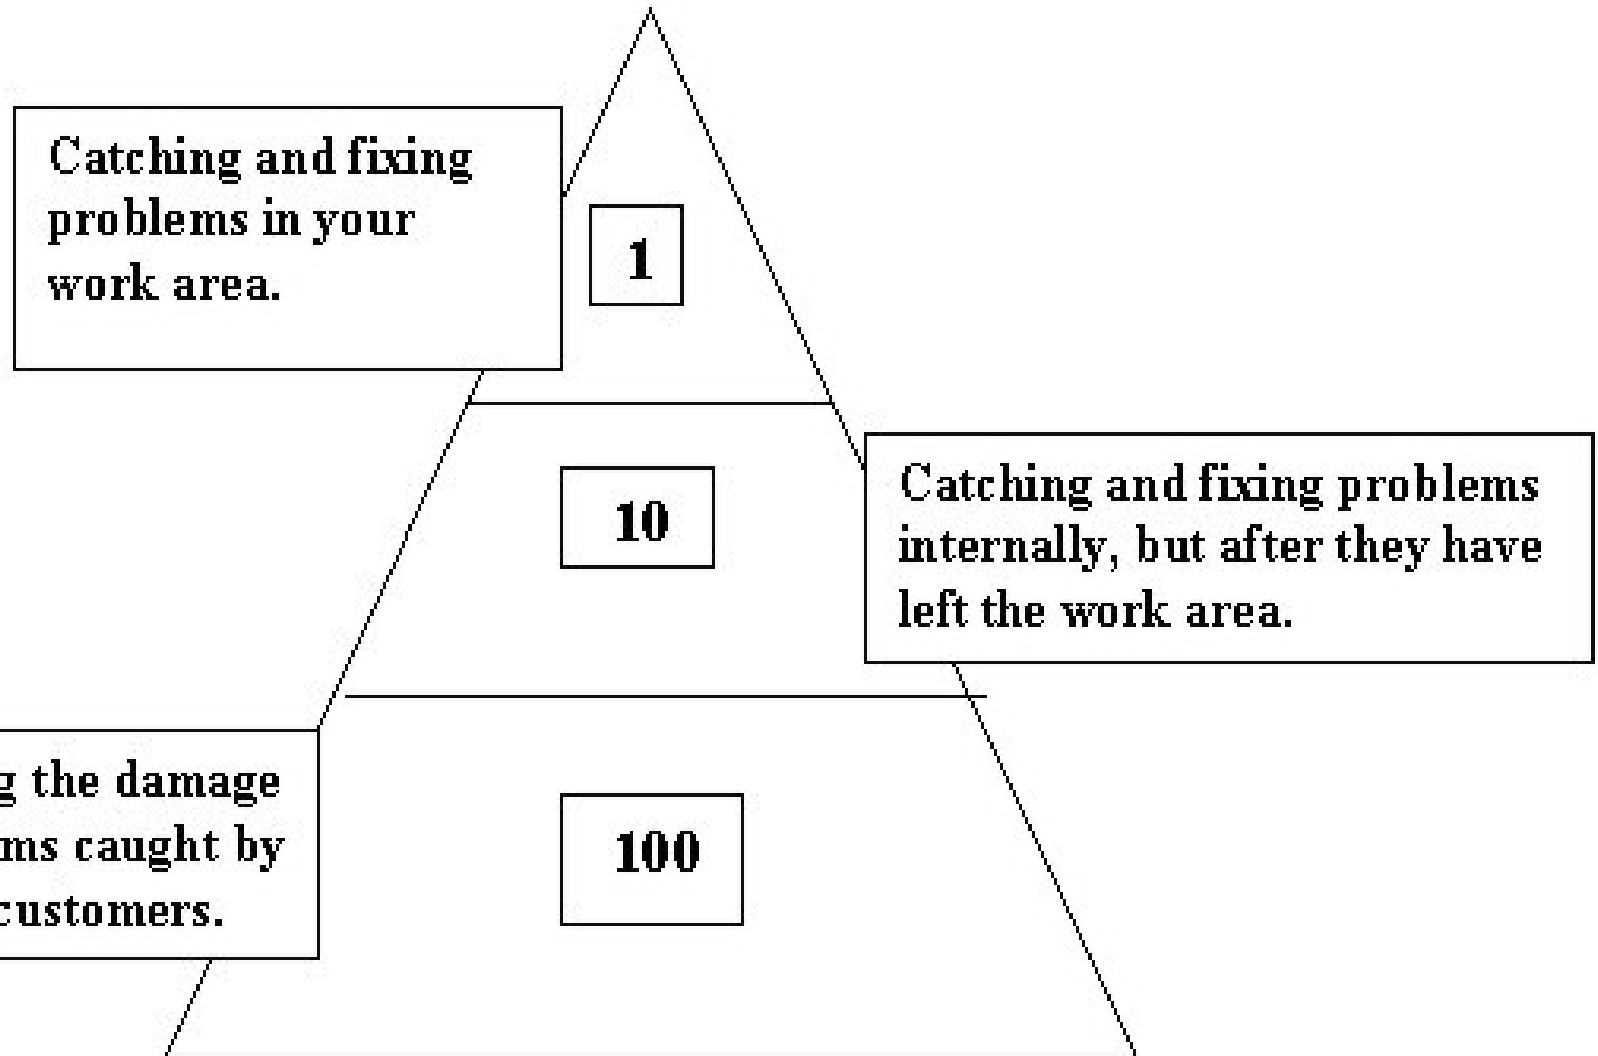 Catching and fixing
problems in your
work area.
1
10
Catching and fixing problems
internally, but after they have
left the work area.
the damage
caught by
customers.
100